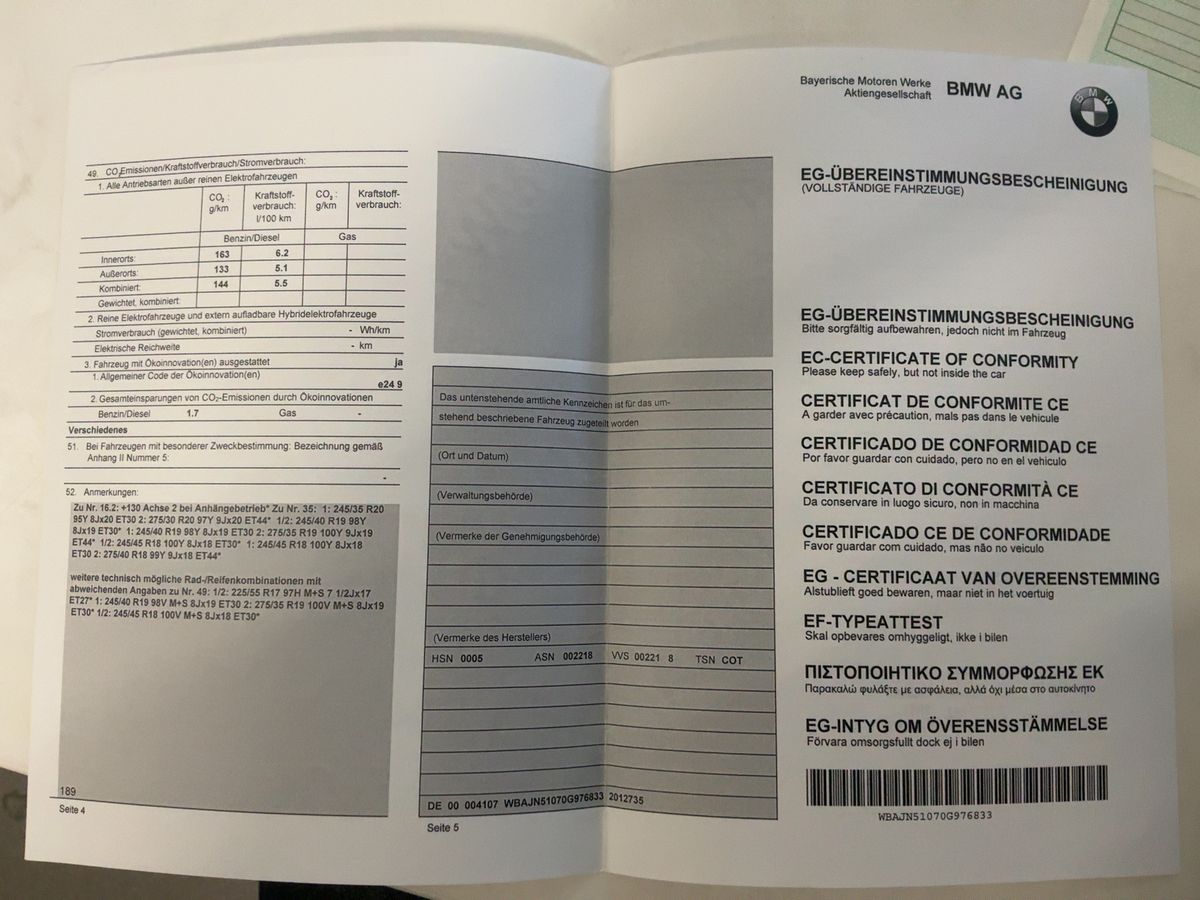 49. CO2Emissionen/Kraftstoffverbrauch/Stromverbrauch:
1. Alle Antriebsarten außer reinen Elektrofahrzeugen
CO2 : g/km Kraftstoff-verbrauch: l/100 km CO2 : g/km Kraftstoff-verbrauch:
Benzin/Diesel Gas
Innerorts: 163 6.2
Außerorts: 133 5.1
Kombiniert: 144 5.5
Gewichtet, kombiniert:
2. Reine Elektrofahrzeuge und extern aufladbare Hybridelektrofahrzeuge
Stromverbrauch (gewichtet, kombiniert) - Wh/km
Elektrische Reichweite - km
3. Fahrzeug mit Ökoinnovation(en) ausgestattet ja
1. Allgemeiner Code der Ökoinnovation(en)
e24 9
2. Gesamteinsparungen von CO2-Emissionen durch Ökoinnovationen
Benzin/Diesel 1.7 Gas -
Verschiedenes
51. Bei Fahrzeugen mit besonderer Zweckbestimmung: Bezeichnung gemäß
Anhang II Nummer 5:
-
52. Anmerkungen:
Zu Nr. 16.2: +130 Achse 2 bei Anhängebetrieb* Zu Nr. 35: 1: 245/35 R20
95Y 8Jx20 ET30 2: 275/30 R20 97Y 9Jx20 ET44* 1/2: 245/40 R19 98Y
8Jx19 ET30* 1: 245/40 R19 98Y 8Jx19 ET30 2: 275/35 R19 100Y 9Jx19
ET44* 1/2: 245/45 R18 100Y 8Jx18 ET30* 1: 245/45 R18 100Y 8Jx18
ET30 2: 275/40 R18 99Y 9Jx18 ET44*
weitere technisch mögliche Rad-/Reifenkombinationen mit
abweichenden Angaben zu Nr. 49: 1/2: 225/55 R17 97H M+S 7 1/2Jx17
ET27* 1: 245/40 R19 98V M+S 8Jx19 ET30 2: 275/35 R19 100V M+S 8Jx19
ET30* 1/2: 245/45 R18 100V M+S 8Jx18 ET30*
189
Seite 4
Das untenstehende amtliche Kennzeichen ist für das um-
stehend beschriebene Fahrzeug zugeteilt worden
(Ort und Datum)
(Verwaltungsbehörde)
(Vermerke der Genehmigungsbehörde)
(Vermerke des Herstellers)
HSN 0005 ASN 002218 VVS 00221 8 TSN COT
DE 00 004107 WBAJN51070G976833 2012735
Seite 5
Bayerische Motoren Werke
Aktiengesellschaft BMW AG
BMW
EG-ÜBEREINSTIMMUNGSBESCHEINIGUNG
(VOLLSTÄNDIGE FAHRZEUGE)
EG-ÜBEREINSTIMMUNGSBESCHEINIGUNG
Bitte sorgfältig aufbewahren, jedoch nicht im Fahrzeug
EC-CERTIFICATE OF CONFORMITY
Please keep safely, but not inside the car
CERTIFICAT DE CONFORMITE CE
A garder avec précaution, mais pas dans le vehicule
CERTIFICADO DE CONFORMIDAD CE
Por favor guardar con cuidado, pero no en el vehiculo
CERTIFICATO DI CONFORMITÀ CE
Da conservare in luogo sicuro, non in macchina
CERTIFICADO CE DE CONFORMIDADE
Favor guardar com cuidado, mas não no veiculo
EG - CERTIFICAAT VAN OVEREENSTEMMING
Alstublieft goed bewaren, maar niet in het voertuig
EF-TYPEATTEST
Skal opbevares omhyggeligt, ikke i bilen
ΠΙΣΤΟΠΟΙΗΤΙΚΟ ΣΥΜΜΟΡΦΩΣΗΣ ΕΚ
Παρακαλώ φυλάξτε με ασφάλεια, αλλά όχι μέσα στο αυτοκίνητο
EG-INTYG OM ÖVERENSSTÄMMELSE
Förvara omsorgsfullt dock ej i bilen
WBAJN51070G976833